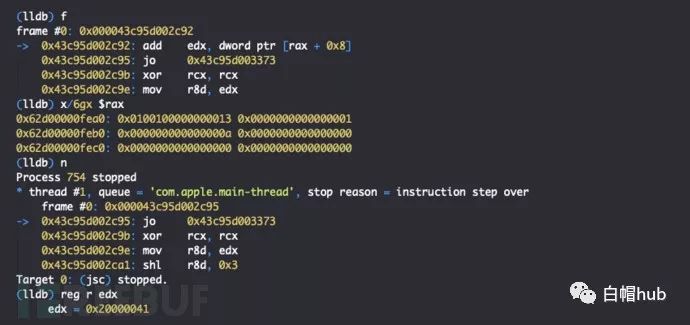 (lldb) f
frame #0: 0x000043c95d002c92
->  0x43c95d002c92: add    edx, dword ptr [rax + 0x8]
    0x43c95d002c95: jo     0x43c95d003373
    0x43c95d002c9b: xor    rcx, rcx
    0x43c95d002c9e: mov    r8d, edx
(lldb) x/6gx $rax
0x62d00000fea0: 0x0100100000000013 0x0000000000000001
0x62d00000feb0: 0x000000000000000a 0x0000000000000000
0x62d00000fec0: 0x0000000000000000 0x0000000000000000
(lldb) n
Process 754 stopped
* thread #1, queue = 'com.apple.main-thread', stop reason = instruction step over
    frame #0: 0x000043c95d002c95
->  0x43c95d002c95: jo     0x43c95d003373
    0x43c95d002c9b: xor    rcx, rcx
    0x43c95d002c9e: mov    r8d, edx
    0x43c95d002ca1: shl    r8d, 0x3
Target 0: (jsc) stopped.
(lldb) reg r edx
     edx = 0x20000041
白帽hub